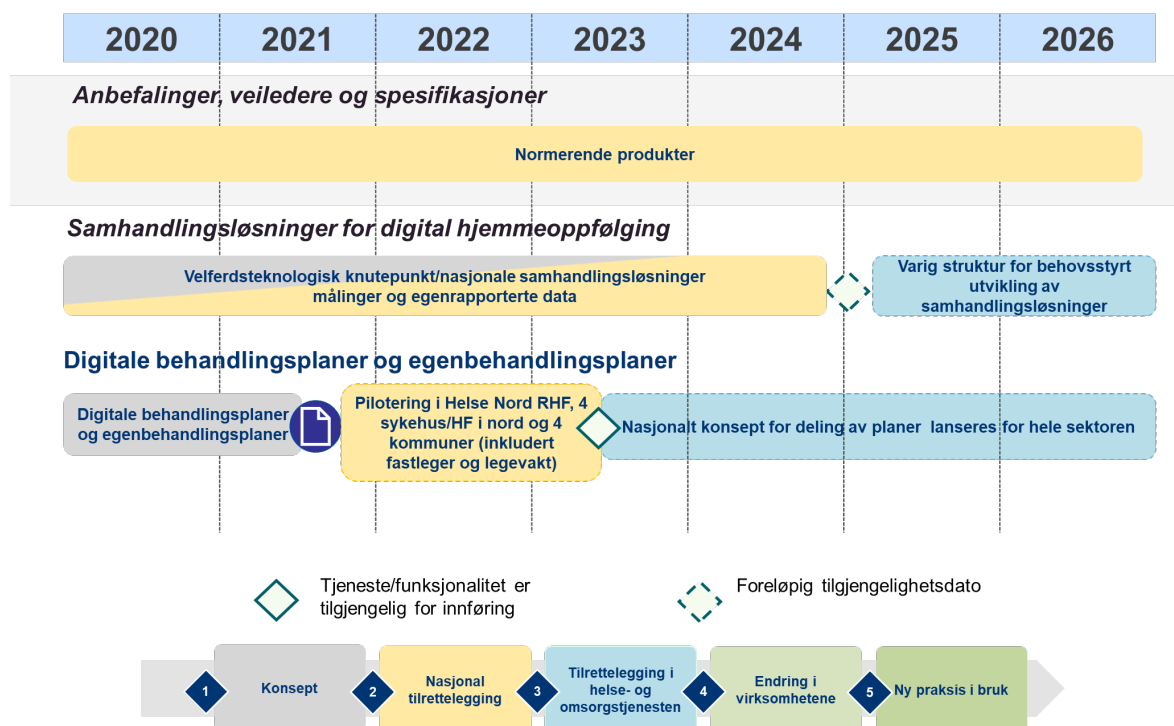 2020 2021 2022 2023 2024 2025 2026
Anbefalinger, veiledere og spesifikasjoner
Normerende produkter
Samhandlingsløsninger for digital hjemmeoppfølging
Velferdsteknologisk knutepunkt/nasjonale samhandlingsløsninger
målinger og egenrapporterte data
Varig struktur for behovsstyrt
utvikling av
samhandlingsløsninger
Digitale behandlingsplaner og egenbehandlingsplaner
Digitale behandlingsplaner
og egenbehandlingsplaner
Pilotering i Helse Nord RHF, 4
sykehus/HF i nord og 4
kommuner (inkludert
fastleger og legevakt)
Nasjonalt konsept for deling av planer lanseres for hele sektoren
Tjeneste/funksjonalitet er
tilgjengelig for innføring
Foreløpig tilgjengelighetsdato
1
Konsept
2
Nasjonal
tilrettelegging
3
Tilrettelegging i
helse- og
omsorgstjenesten
4
Endring i
virksomhetene
5
Ny praksis i bruk